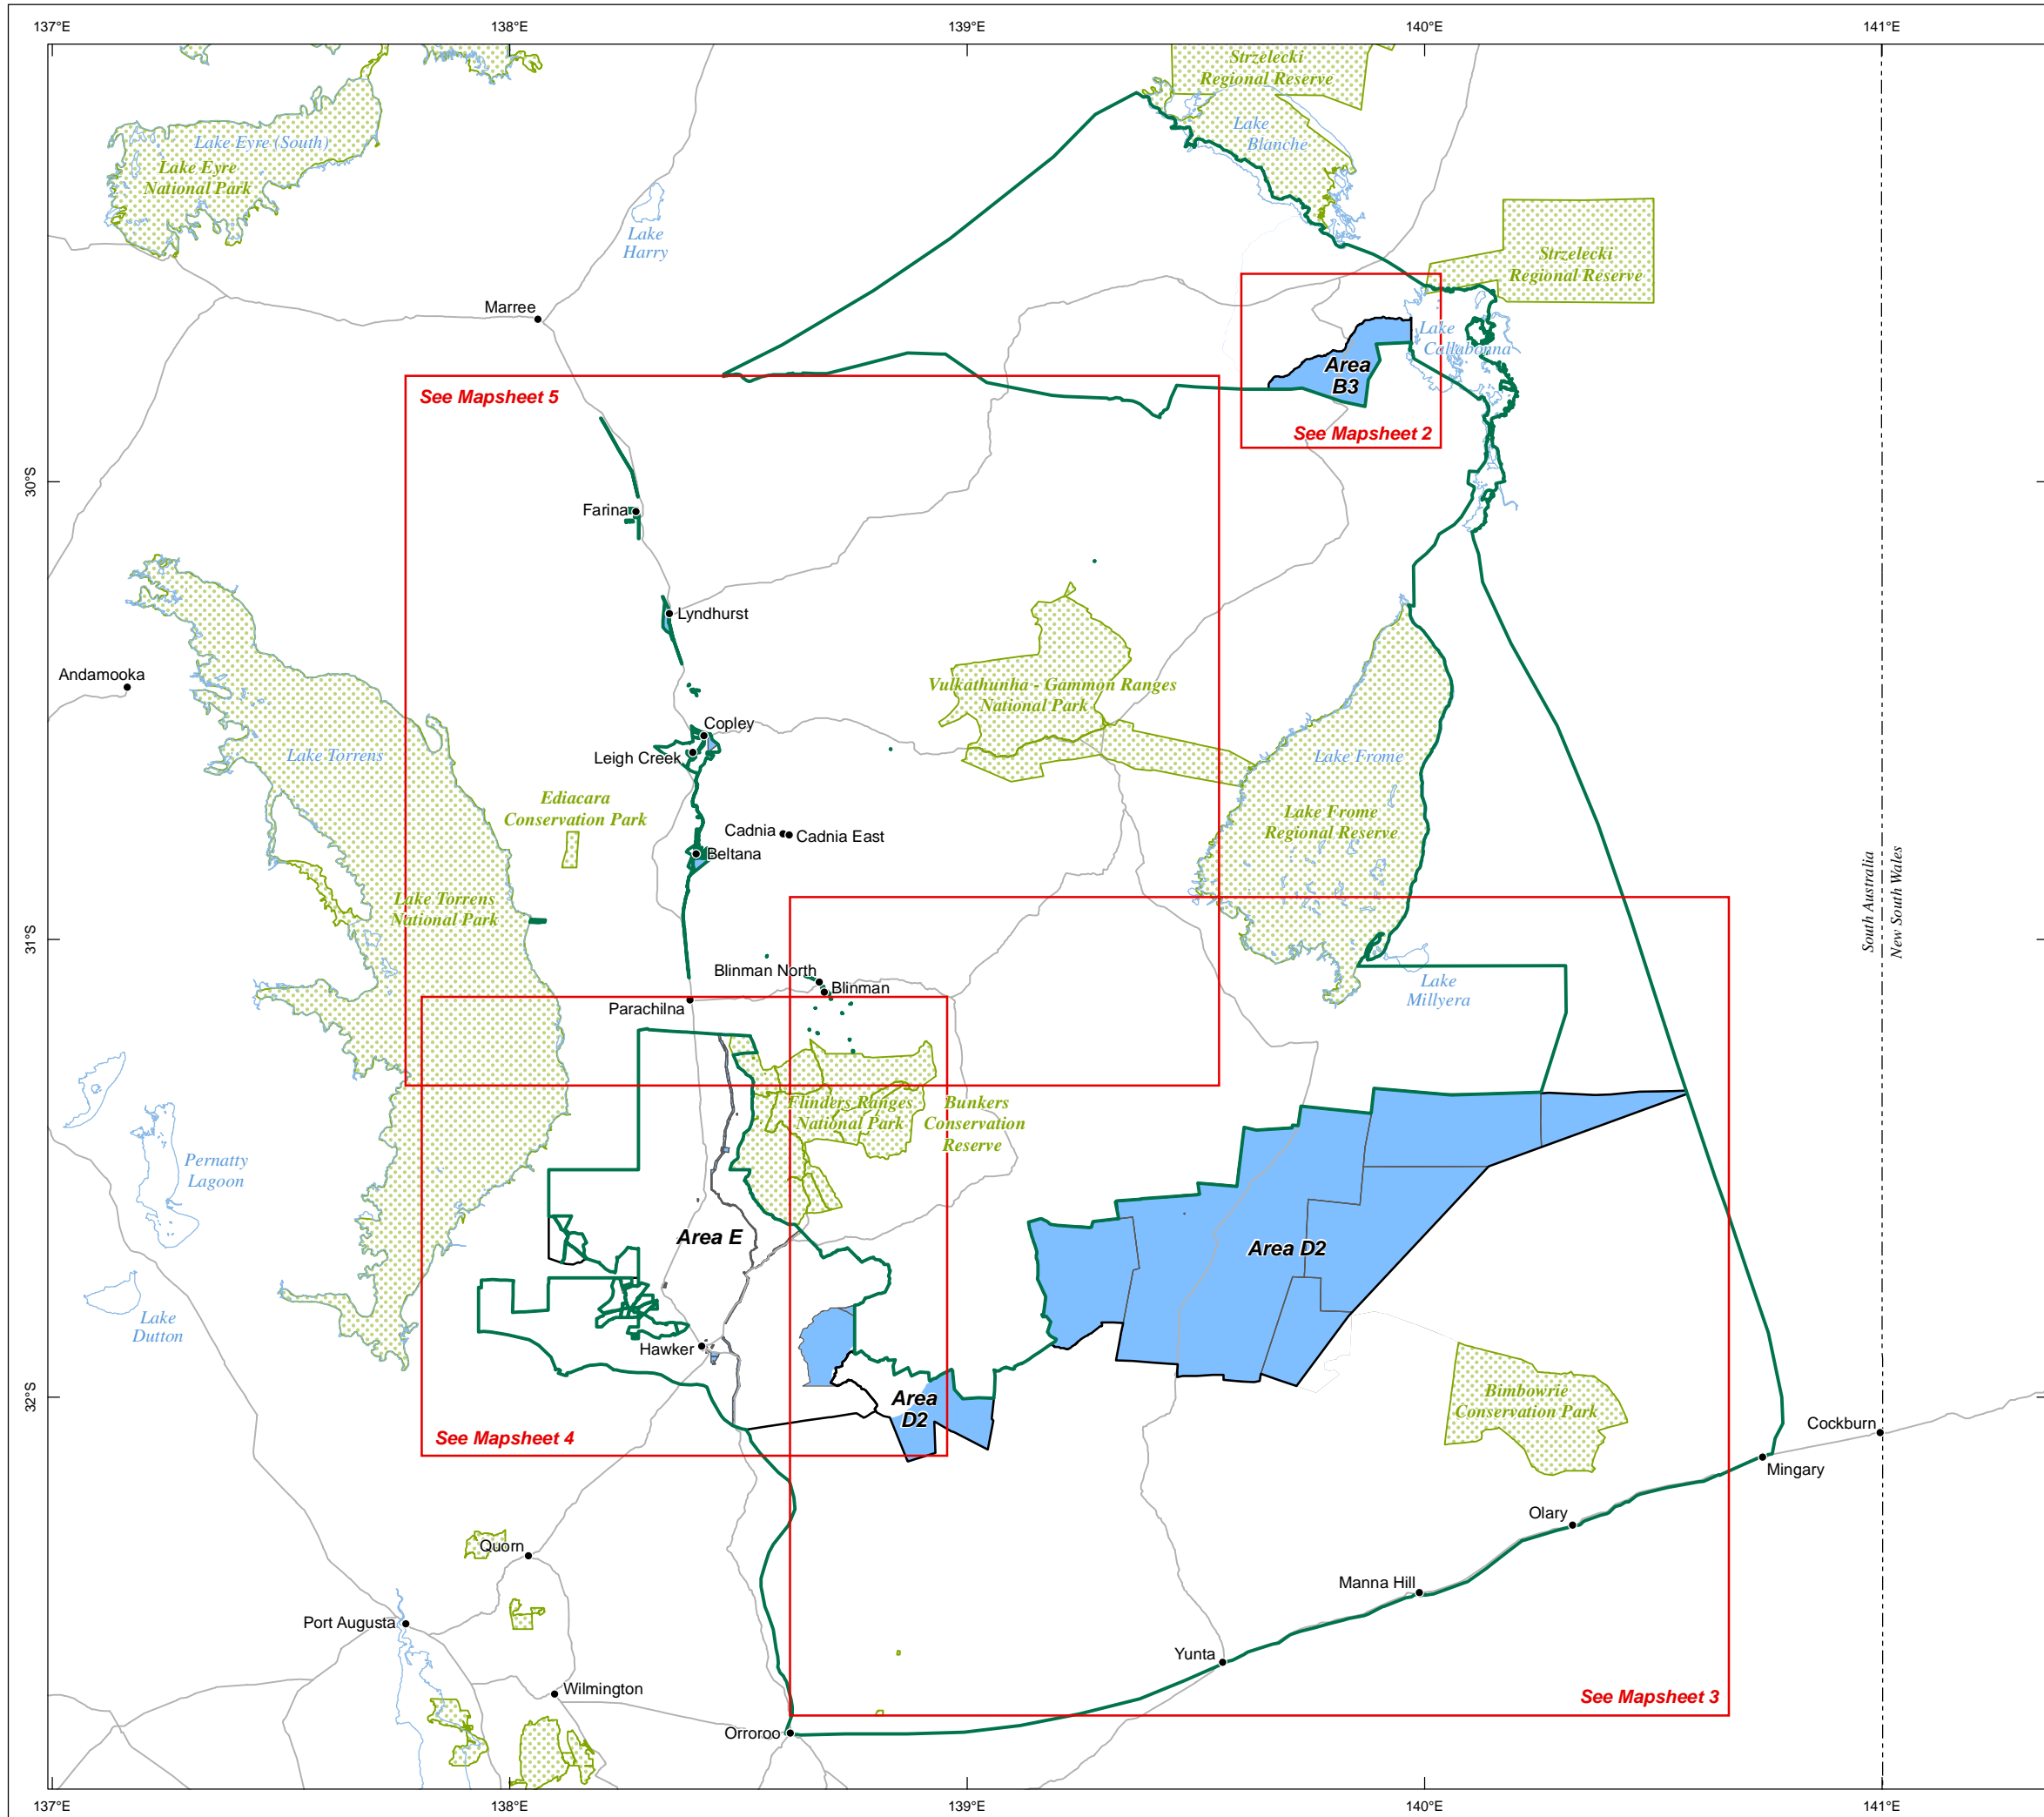 137°E
138°E
139°E
140°E
141°E
Strzelecki
Regional Reserve
Lake
Blanche
Lake Eyre (South)
Lake Eyre
National Park
Lake
Harry
Strzelecki
Regional Reserve
Marree
Lake
Callabonna
Area
B3
See Mapsheet 5
See Mapsheet 2
30°S
Farina
Lyndhurst
Andamooka
Vulkathunha - Gammon Ranges
National Park
Copley
Leigh Creek
Lake Torrens
Lake Frome
Ediacara
Conservation Park
Lake Frome
Regional Reserve
Cadnia
Cadnia East
Beltana
South Australia
New South Wales
Lake Torrens
National Park
31°S
Blinman North
Blinman
Parachilna
Lake
Millyera
Flinders Ranges
National Park
Bunkers
Conservation
Reserve
Pernatty
Lagoon
Area E
Area D2
Lake
Dutton
Hawker
32°S
Area
D2
Bimbowrie
Conservation Park
See Mapsheet 4
Cockburn
Mingary
Olary
Quorn
Manna Hill
Port Augusta
Yunta
Wilmington
See Mapsheet 3
Orroroo
137°E
138°E
139°E
140°E
141°E